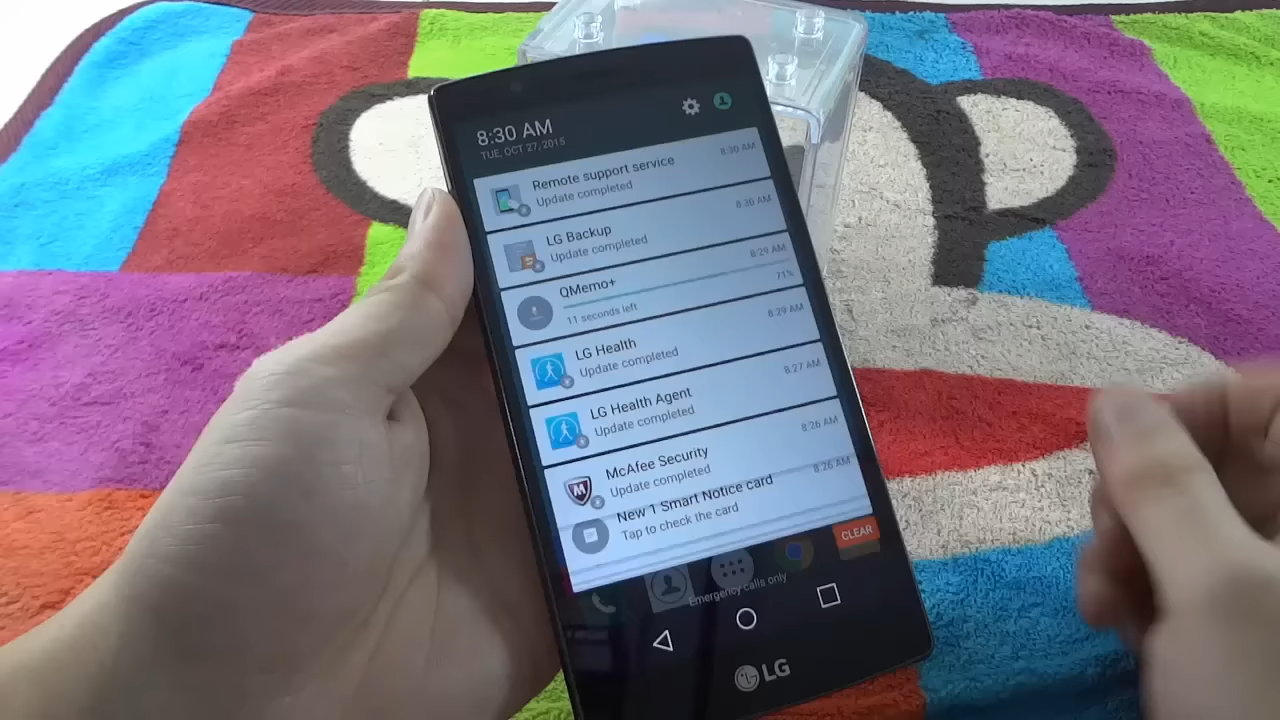 8:30 AM
TUE, OCT 27, 2015
Remote support service
8:30 AM
Update completed
LG Backup
8:30 AM
Update completed
QMemo+
8:29 AM
71%
11 seconds left
LG Health
8:29 AM
Update completed
LG Health Agent
8:27 AM
Update completed
McAfee Security
8:26 AM
Update completed
New 1 Smart Notice card
8:26 AM
Tap to check the card
CLEAR
Emergency calls only
LG